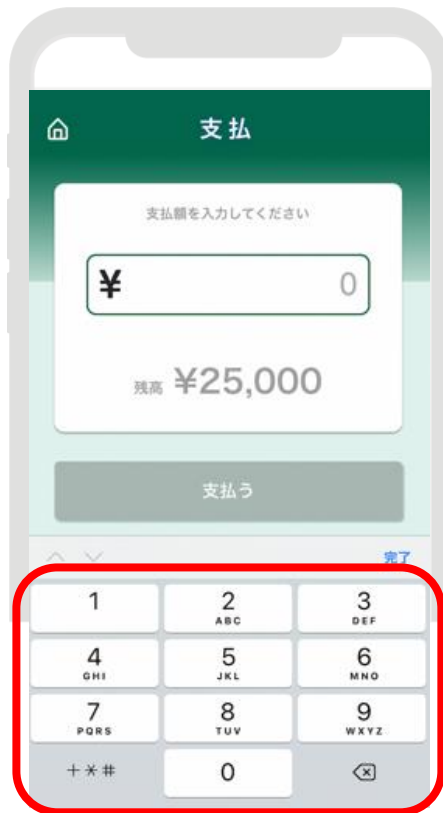 支払
支払額を入力してください
¥ 0
残高 ¥25,000
支払う
完了
1 2 3
ABC DEF
4 5 6
GHI JKL MNO
7 8 9
PQRS TUV WXYZ
+*# 0